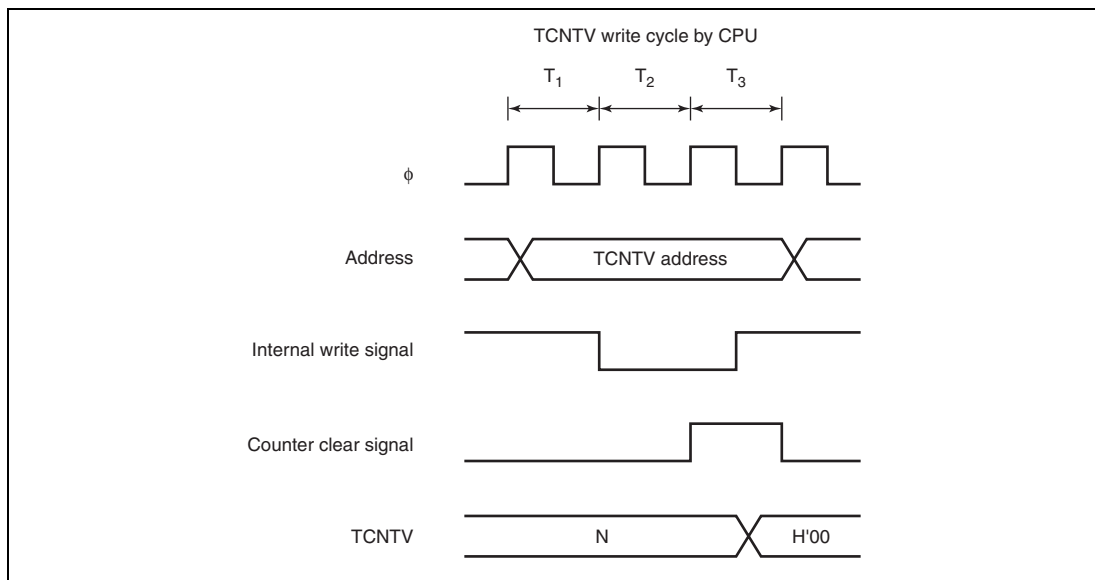 TCNTV write cycle by CPU
T1 T2 T3
φ
Address TCNTV address
Internal write signal
Counter clear signal
TCNTV N H'00